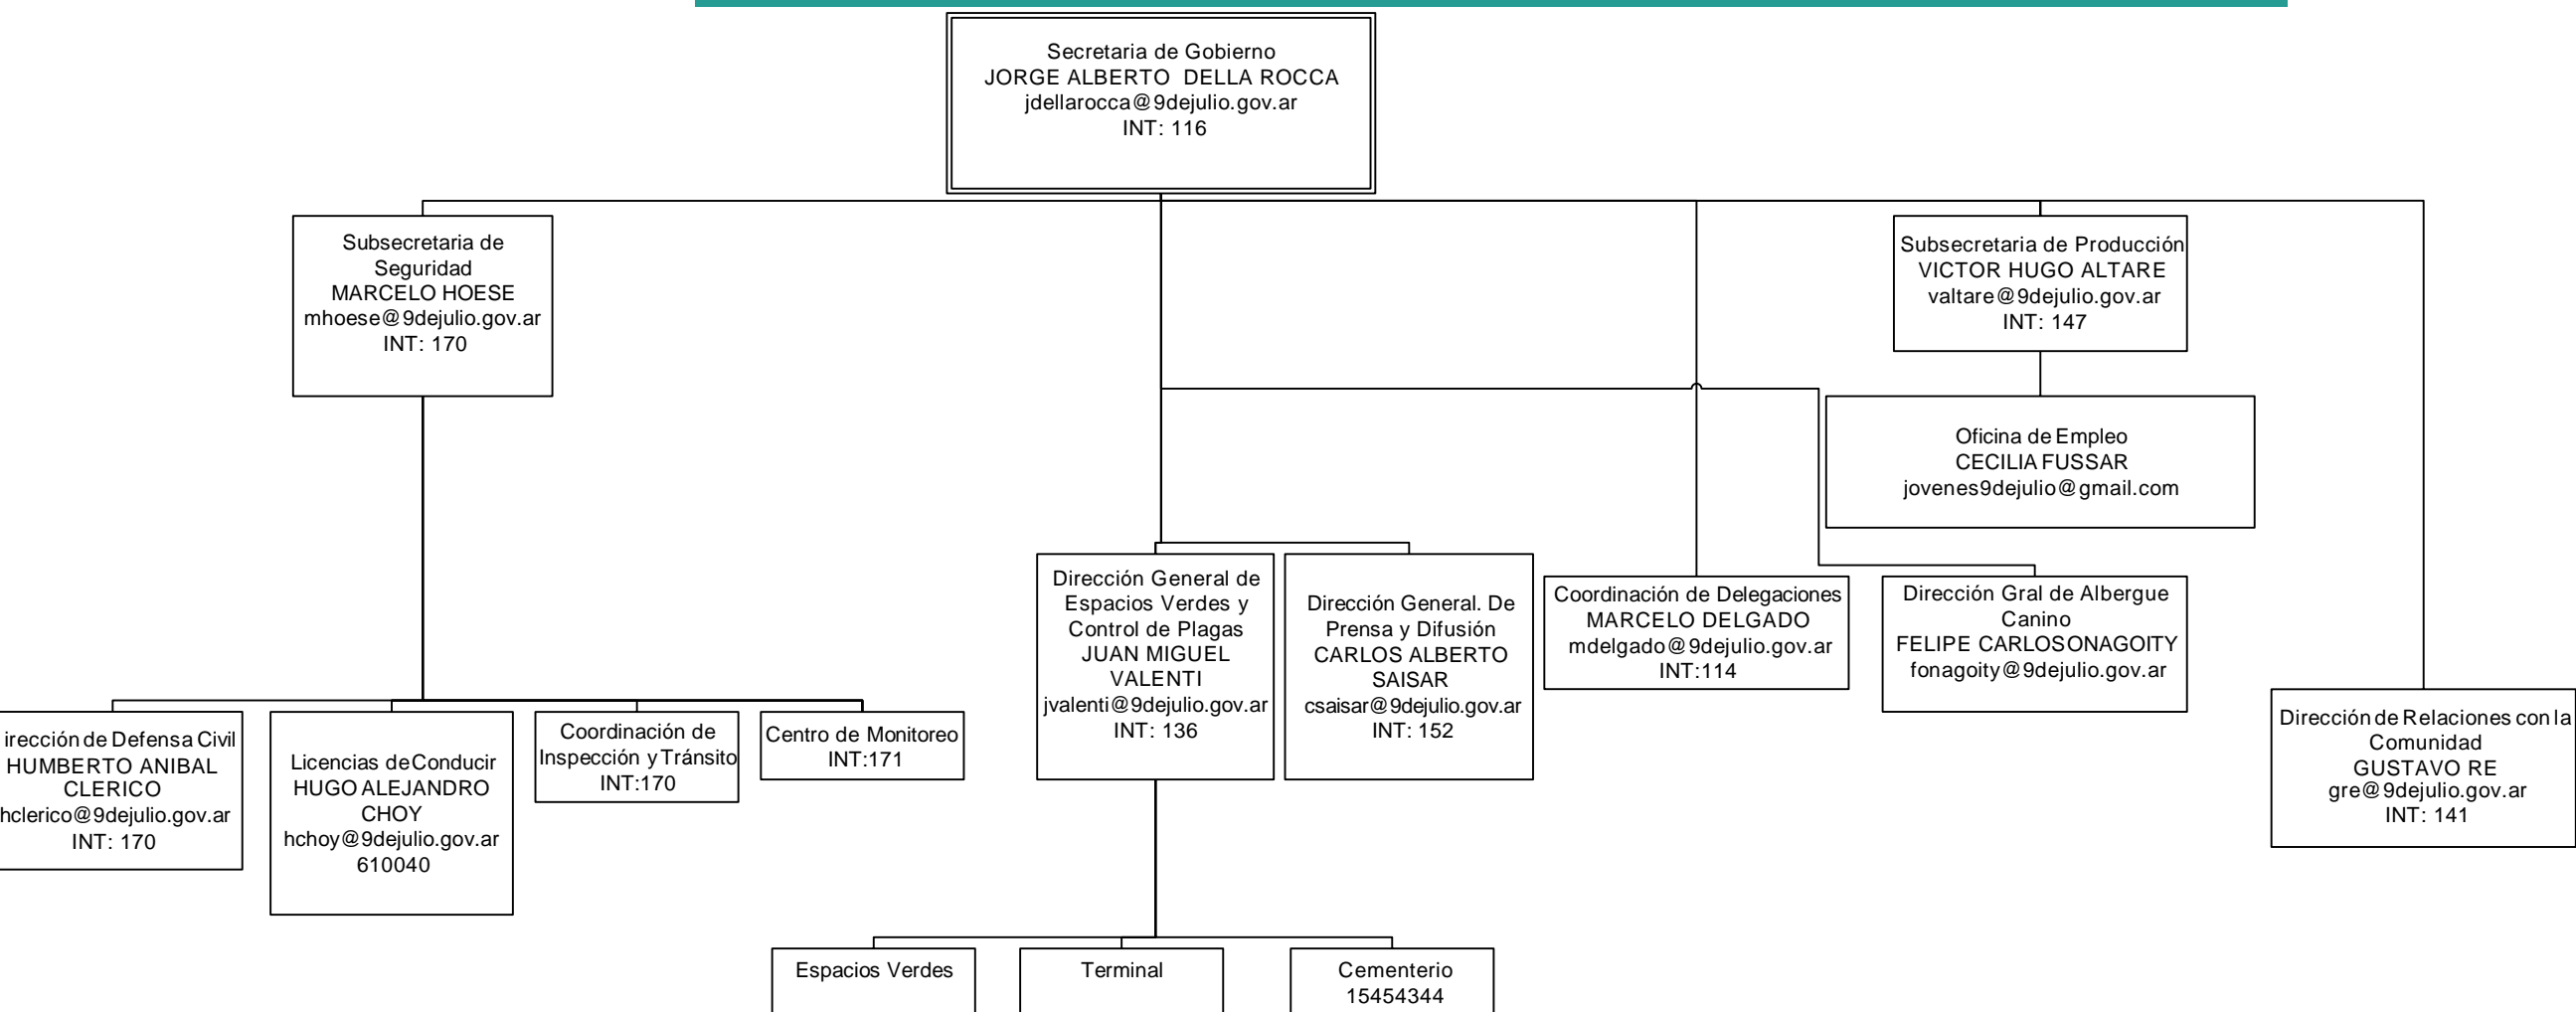 Secretaria de Gobierno
JORGE ALBERTO DELLA ROCCA
jdellarocca@9dejulio.gov.ar
INT: 116
Subsecretaria de
Seguridad
MARCELO HOESE
mhoese@9dejulio.gov.ar
INT: 170
Subsecretaria de Producción
VICTOR HUGO ALTARE
valtare@9dejulio.gov.ar
INT: 147
Oficina de Empleo
CECILIA FUSSAR
jovenes9dejulio@gmail.com
Dirección General de
Espacios Verdes y
Control de Plagas
JUAN MIGUEL
VALENTI
jvalenti@9dejulio.gov.ar
INT: 136
Dirección General. De
Prensa y Difusión
CARLOS ALBERTO
SAISAR
csaisar@9dejulio.gov.ar
INT: 152
Coordinación de Delegaciones
MARCELO DELGADO
mdelgado@9dejulio.gov.ar
INT:114
Dirección Gral de Albergue
Canino
FELIPE CARLOSONAGOITY
fonagoity@9dejulio.gov.ar
Dirección de Relaciones con la
Comunidad
GUSTAVO RE
gre@9dejulio.gov.ar
INT: 141
irección de Defensa Civil
HUMBERTO ANIBAL
CLERICO
hclerico@9dejulio.gov.ar
INT: 170
Licencias de Conducir
HUGO ALEJANDRO
CHOY
hchoy@9dejulio.gov.ar
610040
Coordinación de
Inspección y Tránsito
INT:170
Centro de Monitoreo
INT:171
Espacios Verdes
Terminal
Cementerio
15454344